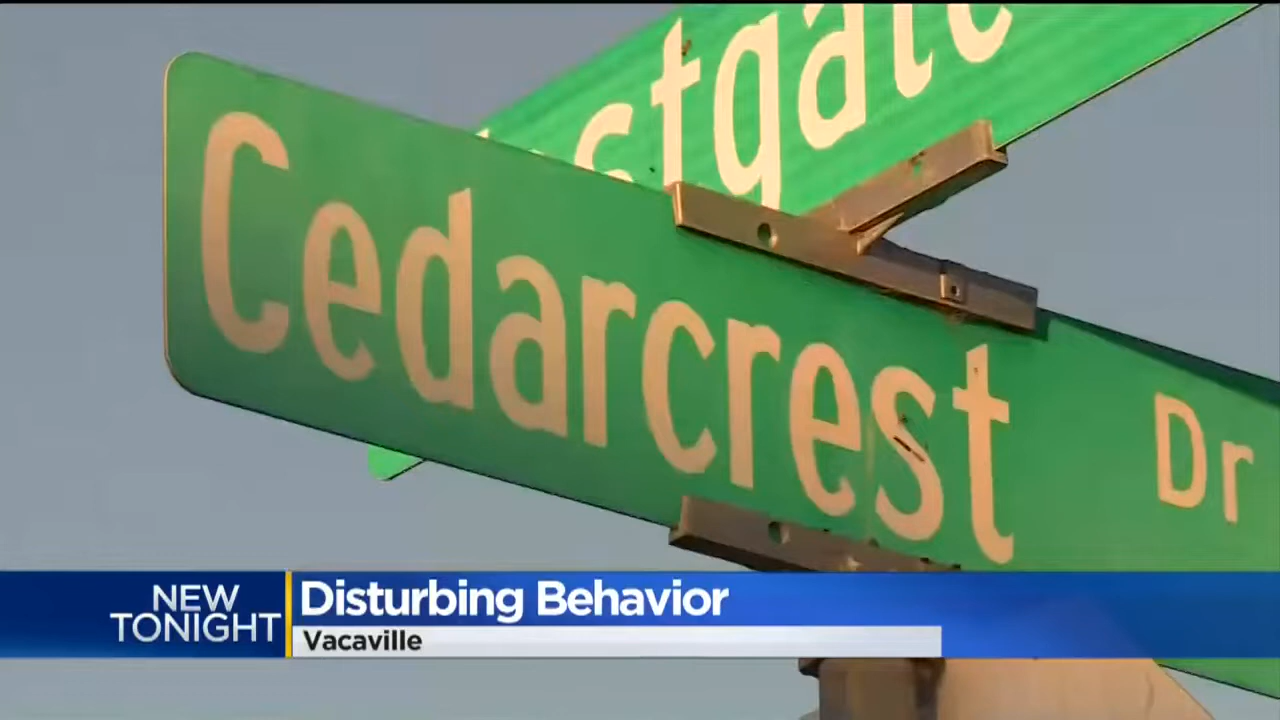 stgate
Cedarcrest Dr
NEW
TONIGHT
Disturbing Behavior
Vacaville